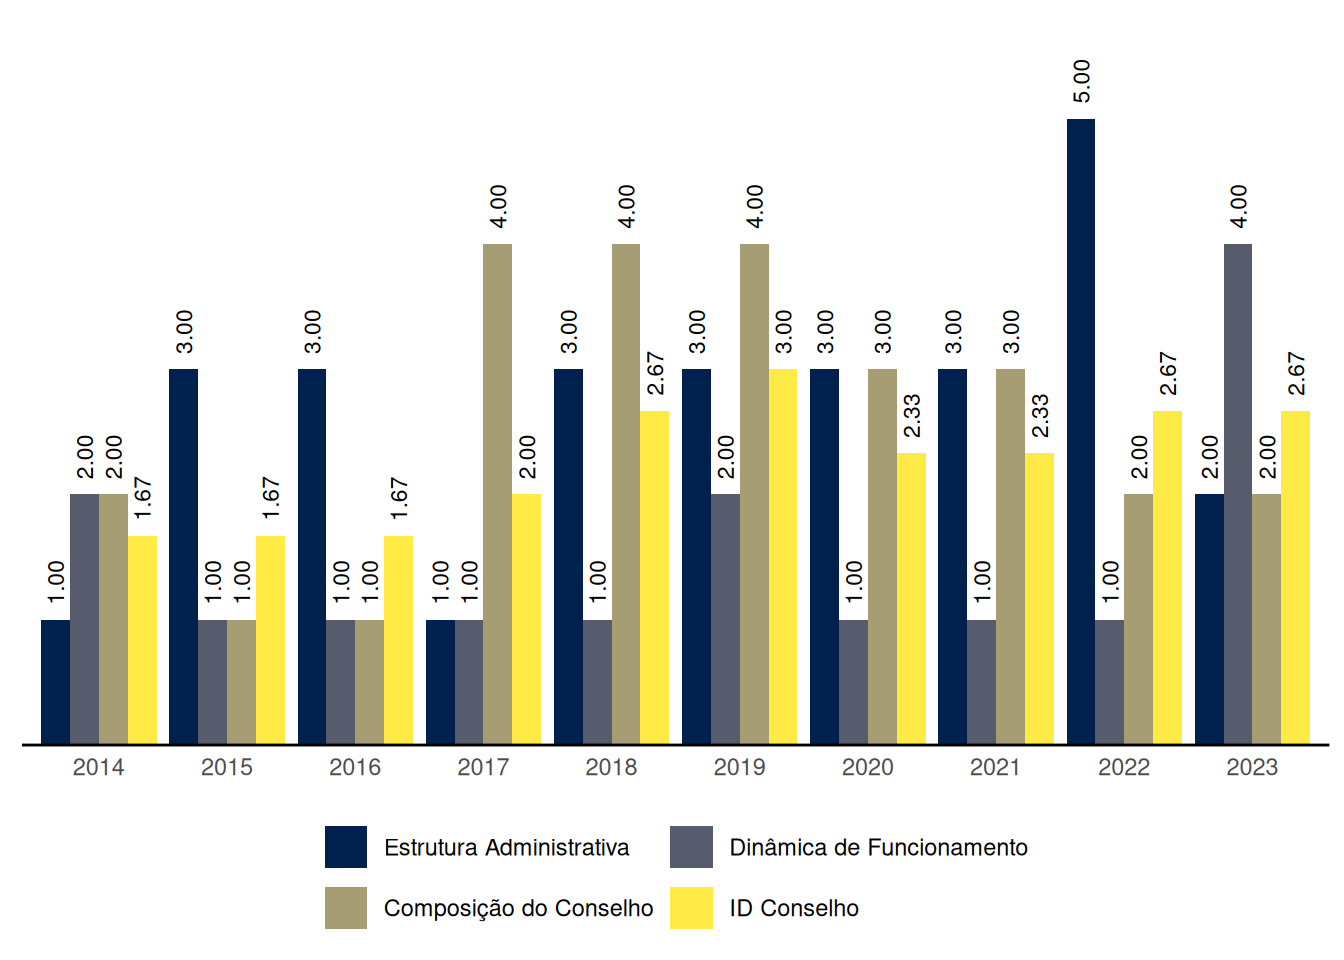 5.00
4.00 4.00 4.00 4.00
3.00 3.00 3.00 3.00 3.00 3.00 3.00 3.00 3.00
2.67 2.67 2.67
2.33 2.33
2.00 2.00 2.00 2.00 2.00 2.00 2.00
1.67 1.67 1.67
1.00 1.00 1.00 1.00 1.00 1.00 1.00 1.00 1.00 1.00 1.00
2014 2015 2016 2017 2018 2019 2020 2021 2022 2023
Estrutura Administrativa Dinâmica de Funcionamento
Composição do Conselho ID Conselho